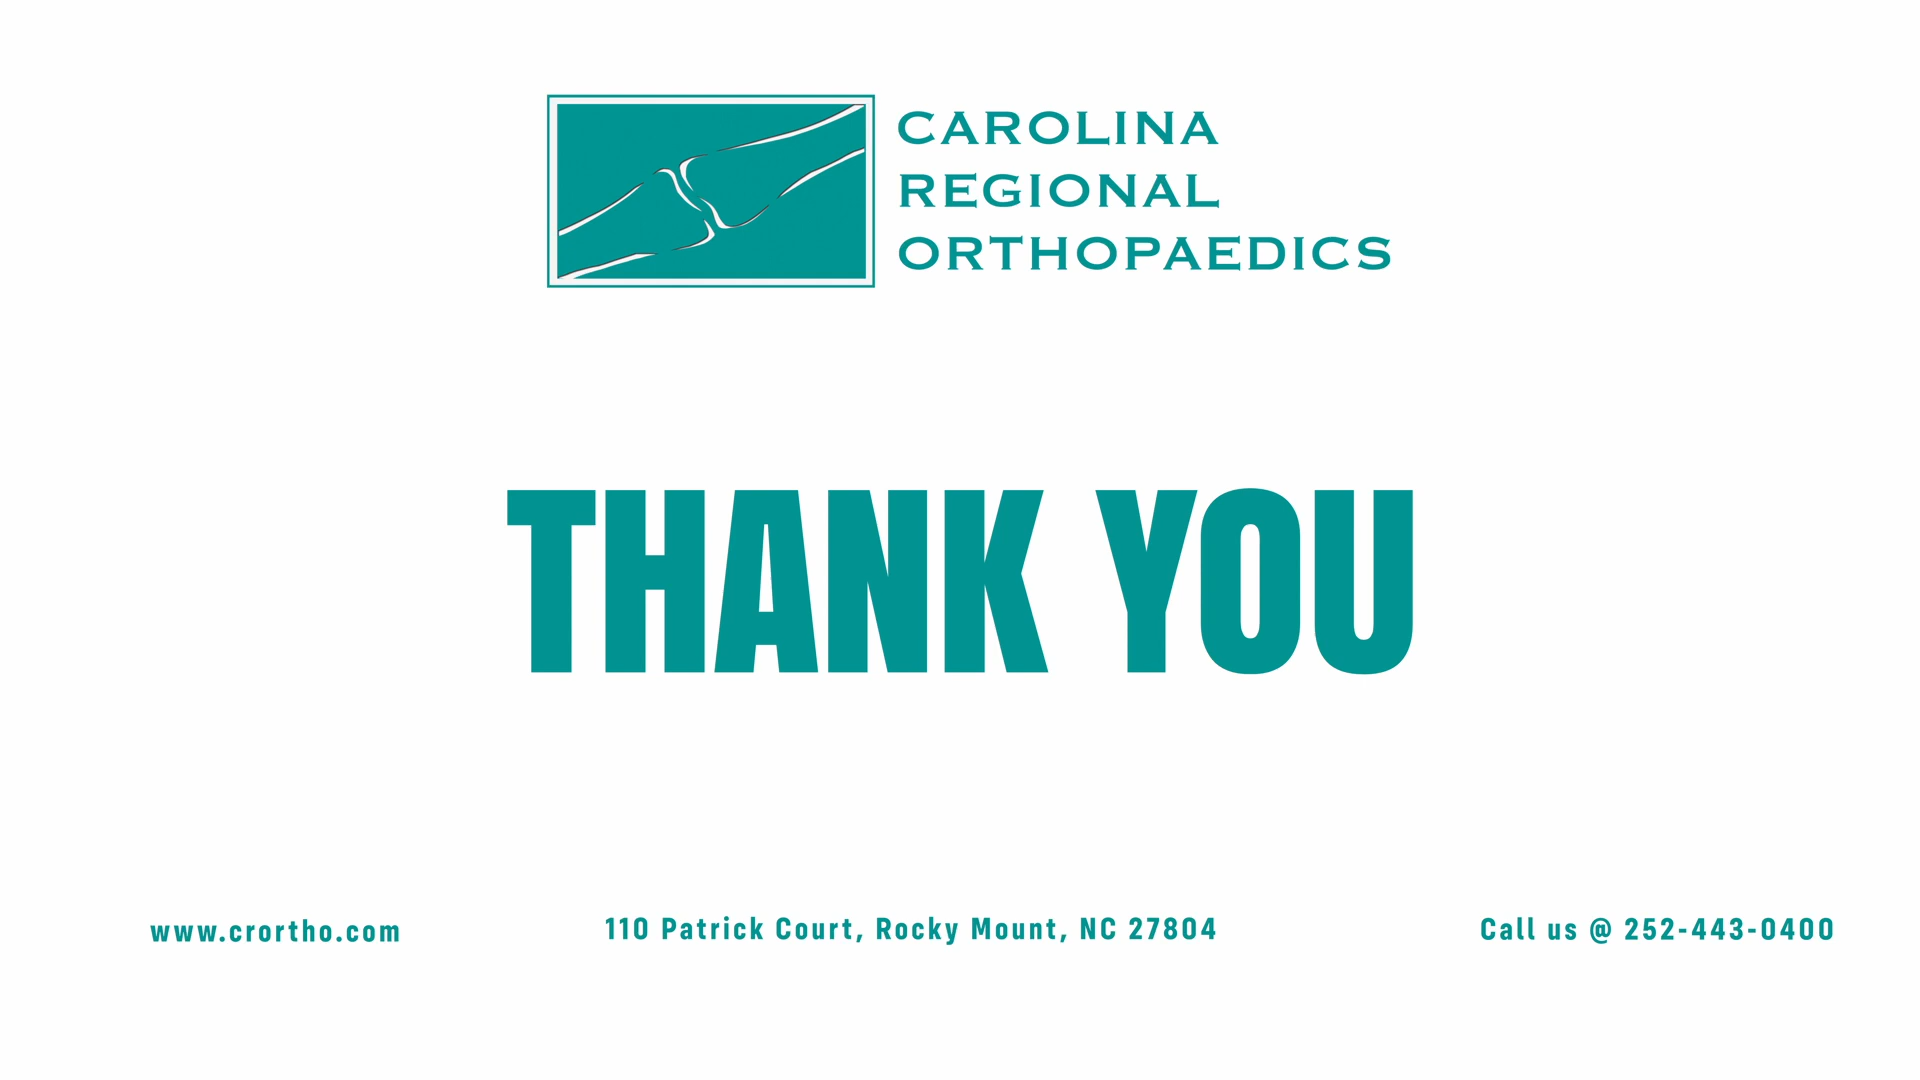 CAROLINA
REGIONAL
ORTHOPAEDICS
THANK YOU
www.crortho.com
110 Patrick Court, Rocky Mount, NC 27804
Call us @ 252-443-0400